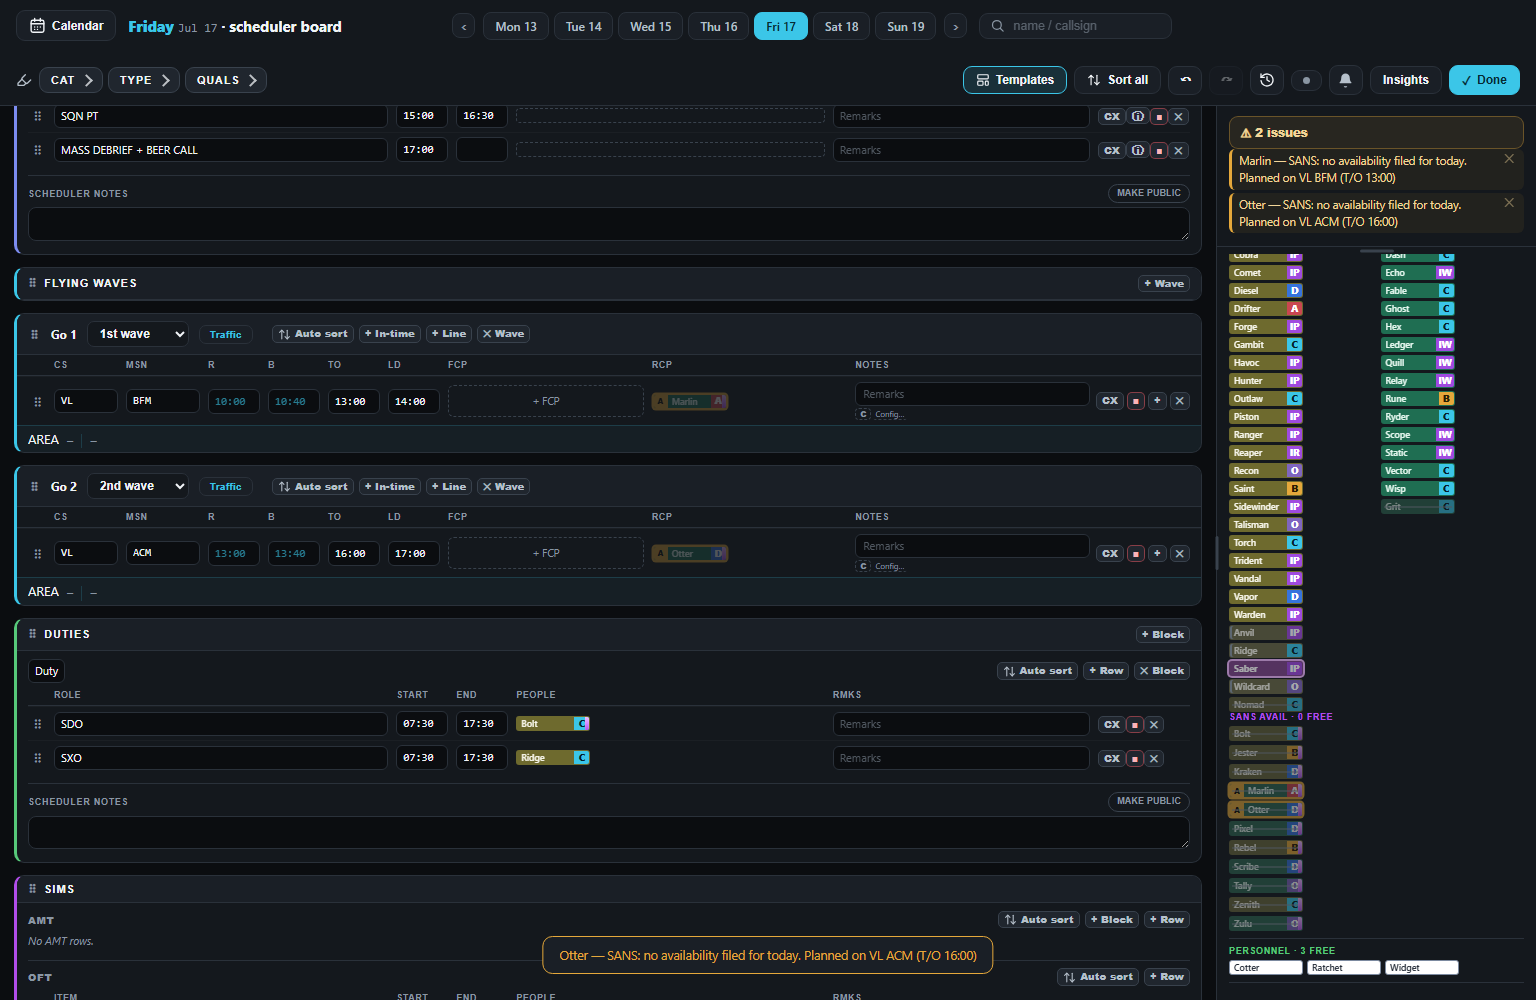 Calendar
Friday Jul 17 · scheduler board
‹ Mon 13 Tue 14 Wed 15 Thu 16 Fri 17 Sat 18 Sun 19 ›
name / callsign
CAT TYPE QUALS
Templates Sort all Insights ✓ Done
SQN PT 15:00 16:30 Remarks CX
MASS DEBRIEF + BEER CALL 17:00 Remarks CX
SCHEDULER NOTES MAKE PUBLIC
FLYING WAVES + Wave
Go 1 1st wave Traffic Auto sort + In-time + Line × Wave
CS MSN R B TO LD FCP RCP NOTES
VL BFM 10:00 10:40 13:00 14:00 + FCP A Marlin A Remarks CX
C Config...
AREA – –
Go 2 2nd wave Traffic Auto sort + In-time + Line × Wave
CS MSN R B TO LD FCP RCP NOTES
VL ACM 13:00 13:40 16:00 17:00 + FCP A Otter D Remarks CX
C Config...
AREA – –
DUTIES + Block
Duty Auto sort + Row × Block
ROLE START END PEOPLE RMKS
SDO 07:30 17:30 Bolt C Remarks CX
SXO 07:30 17:30 Ridge C Remarks CX
SCHEDULER NOTES MAKE PUBLIC
SIMS
AMT Auto sort + Block + Row
No AMT rows.
OFT Auto sort + Row
ITEM START END PEOPLE RMKS
Otter — SANS: no availability filed for today. Planned on VL ACM (T/O 16:00)
⚠ 2 issues
Marlin — SANS: no availability filed for today.
Planned on VL BFM (T/O 13:00)
Otter — SANS: no availability filed for today.
Planned on VL ACM (T/O 16:00)
Cobra IP
Comet IP
Diesel D
Drifter A
Forge IP
Gambit C
Havoc IP
Hunter IP
Outlaw C
Piston IP
Ranger IP
Reaper IR
Recon O
Saint B
Sidewinder IP
Talisman O
Torch C
Trident IP
Vandal IP
Vapor D
Warden IP
Anvil IP
Ridge C
Saber IP
Wildcard O
Nomad C
Dash C
Echo IW
Fable C
Ghost C
Hex C
Ledger IW
Quill IW
Relay IW
Rune B
Ryder C
Scope IW
Static IW
Vector C
Wisp C
Grit C
SANS AVAIL · 0 FREE
Bolt C
Jester B
Kraken D
A Marlin A
A Otter D
Pixel D
Rebel B
Scribe D
Tally O
Zenith C
Zulu O
PERSONNEL · 3 FREE
Cotter Ratchet Widget